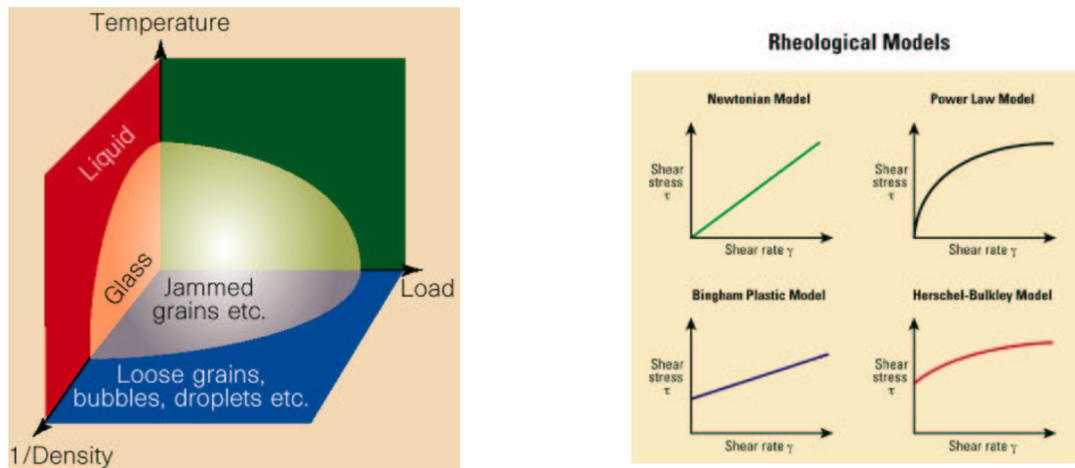 Temperature
Liquid
Glass
Jammed
grains etc.
Load
Loose grains,
bubbles, droplets etc.
1/Density
Rheological Models
Newtonian Model
Shear
stress
τ
Shear rate γ
Power Law Model
Shear
stress
τ
Shear rate γ
Bingham Plastic Model
Shear
stress
τ
Shear rate γ
Herschel-Bulkley Model
Shear
stress
τ
Shear rate γ